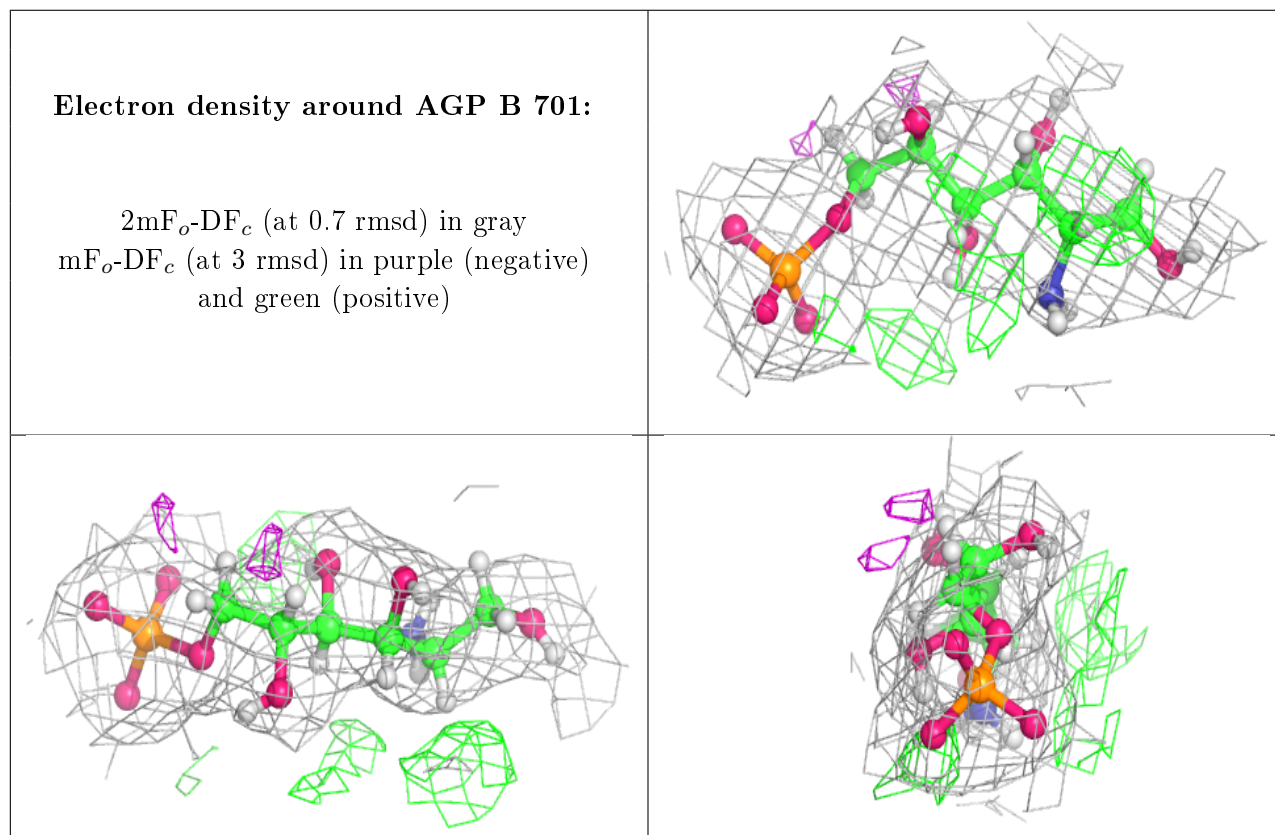 Electron density around AGP B 701:
2mFₒ-DF𝒸 (at 0.7 rmsd) in gray
mFₒ-DF𝒸 (at 3 rmsd) in purple (negative)
and green (positive)